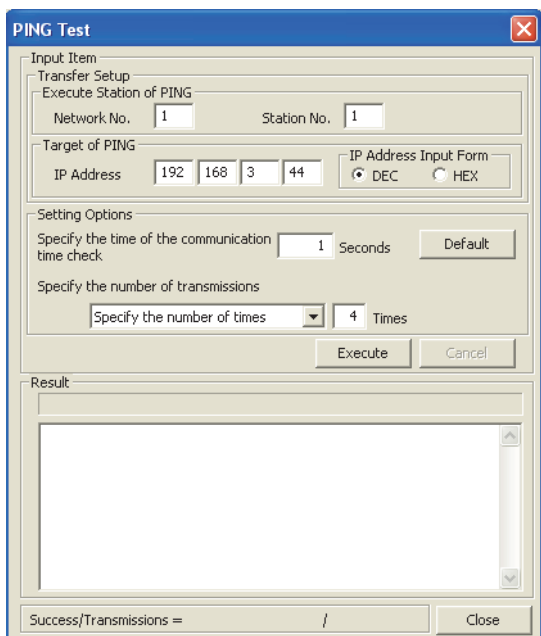 PING Test
Input Item
Transfer Setup
Execute Station of PING
Network No. 1 Station No. 1
Target of PING
IP Address 192 168 3 44
IP Address Input Form
DEC HEX
Setting Options
Specify the time of the communication
time check 1 Seconds Default
Specify the number of transmissions
Specify the number of times 4 Times
Execute Cancel
Result
Success/Transmissions = / Close